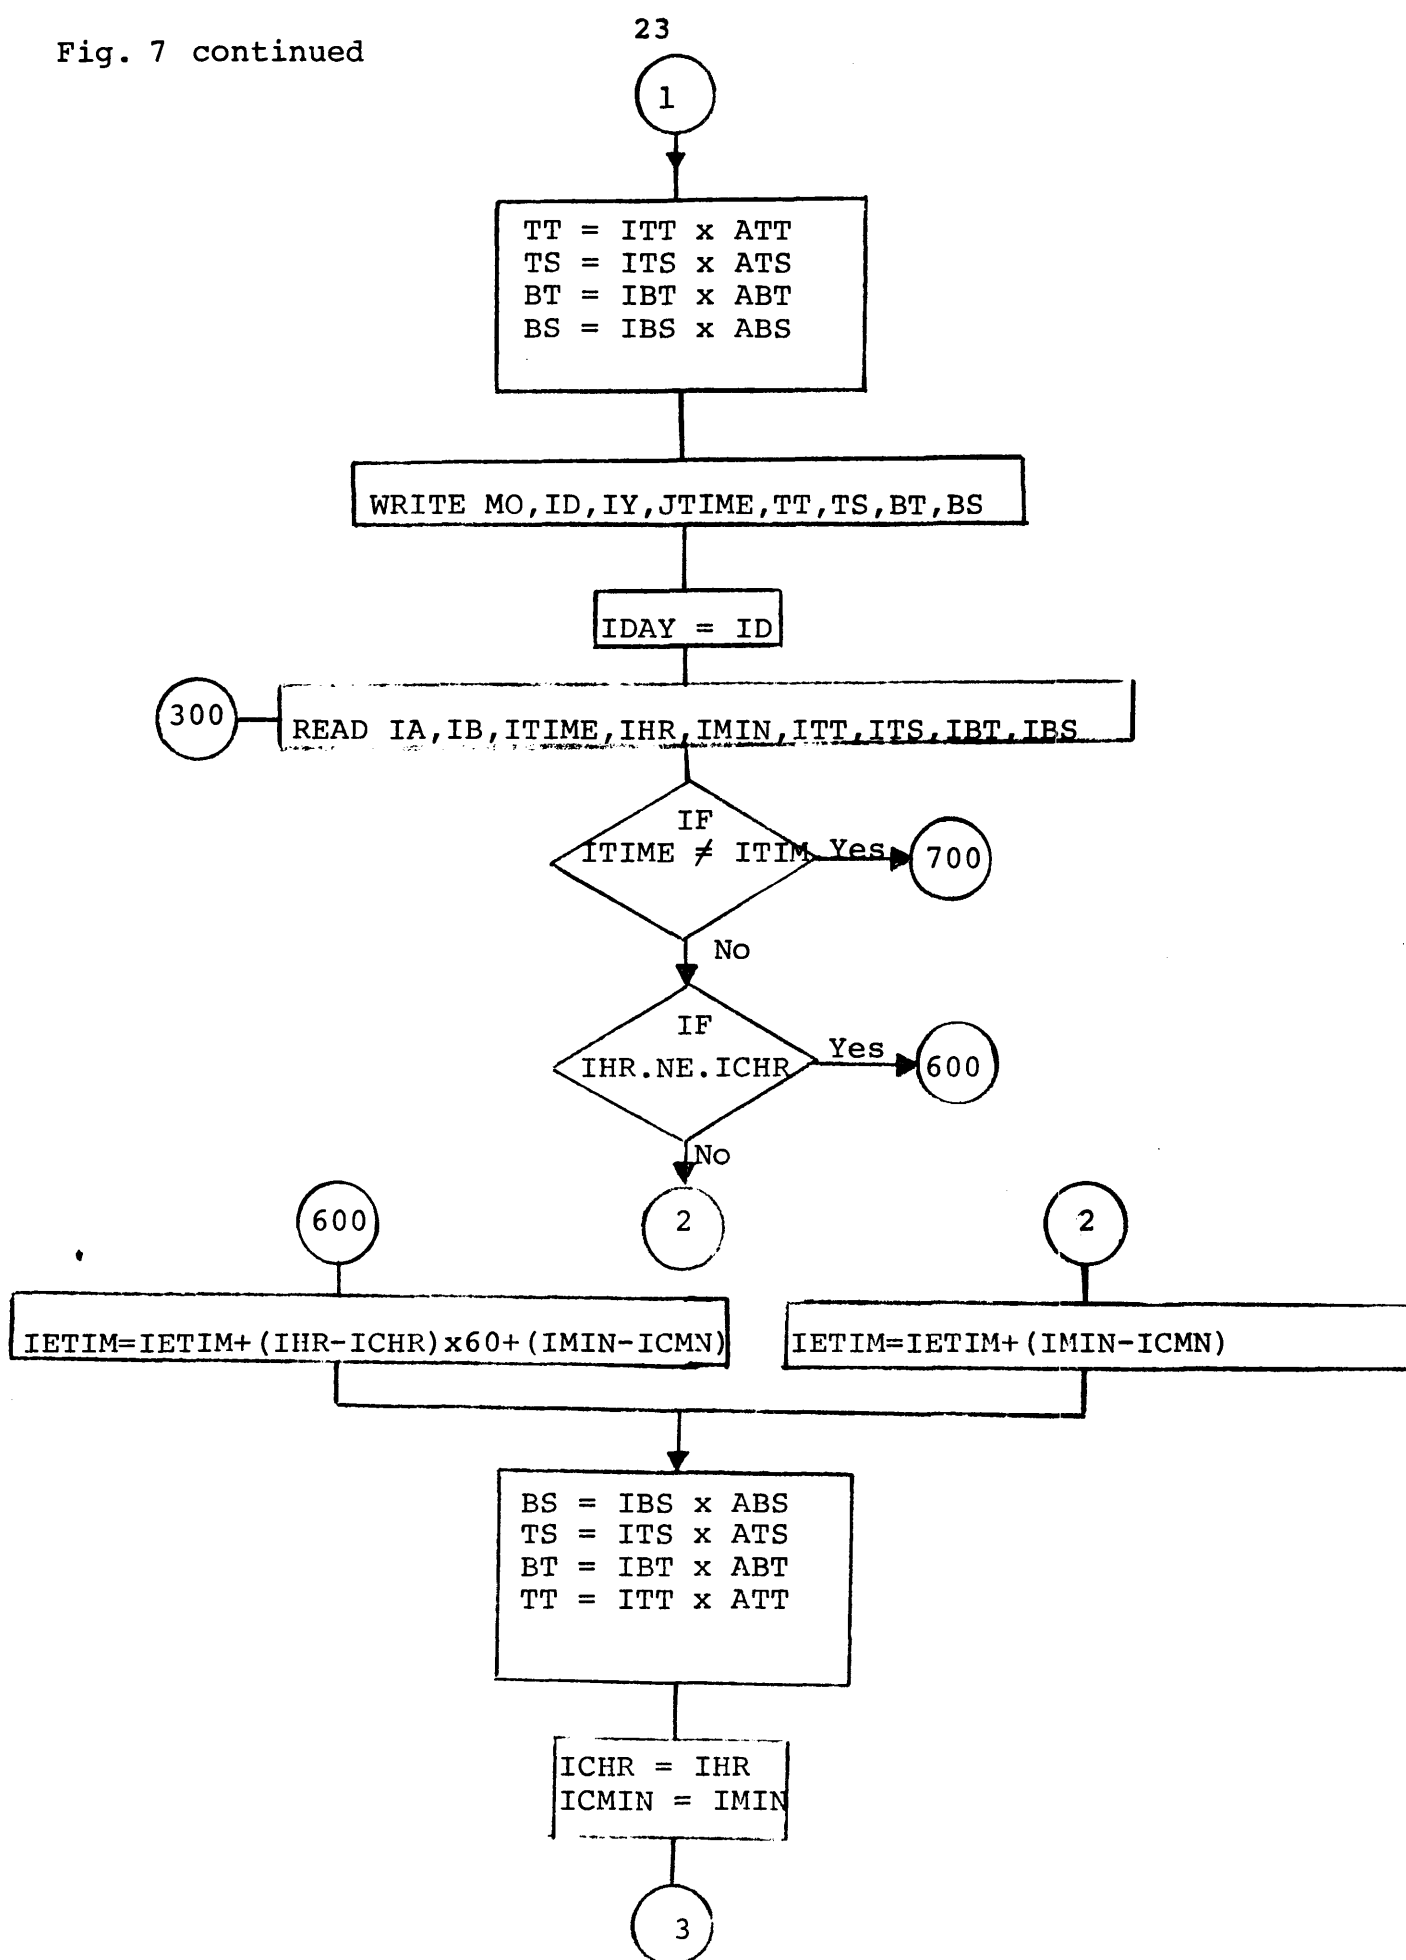 23
Fig. 7 continued
1
TT = ITT x ATT
TS = ITS x ATS
BT = IBT x ABT
BS = IBS x ABS
WRITE MO,ID,IY,JTIME,TT,TS,BT,BS
IDAY = ID
300
READ IA,IB,ITIME,IHR,IMIN,ITT,ITS,IBT,IBS
IF
ITIME ≠ ITIM
Yes
700
No
IF
IHR.NE.ICHR
Yes
600
No
600
2
2
IETIM=IETIM+(IHR-ICHR)x60+(IMIN-ICMN)
IETIM=IETIM+(IMIN-ICMN)
BS = IBS x ABS
TS = ITS x ATS
BT = IBT x ABT
TT = ITT x ATT
ICHR = IHR
ICMIN = IMIN
3